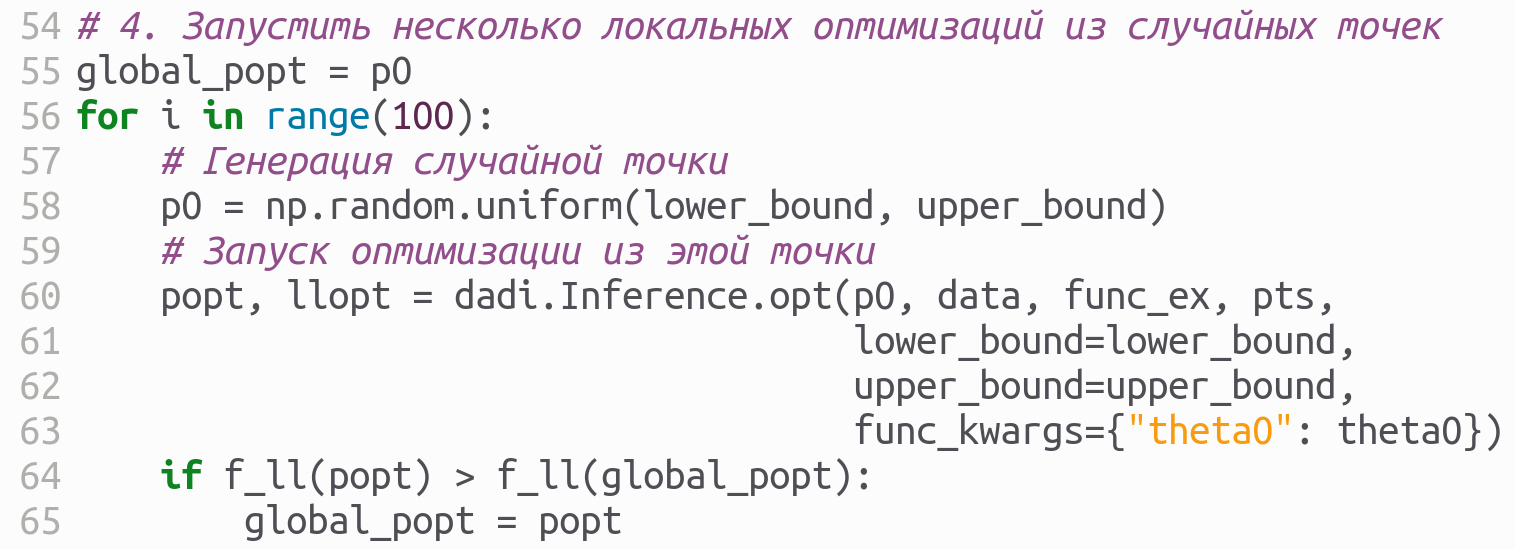 54 # 4. Запустить несколько локальных оптимизаций из случайных точек
55 global_popt = p0
56 for i in range(100):
57     # Генерация случайной точки
58     p0 = np.random.uniform(lower_bound, upper_bound)
59     # Запуск оптимизации из этой точки
60     popt, llopt = dadi.Inference.opt(p0, data, func_ex, pts,
61                                      lower_bound=lower_bound,
62                                      upper_bound=upper_bound,
63                                      func_kwargs={"theta0": theta0})
64     if f_ll(popt) > f_ll(global_popt):
65         global_popt = popt